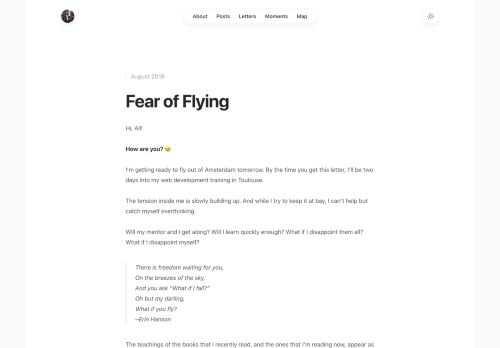 About Posts Letters Moments Map
August 2018
Fear of Flying
Hi, All!
How are you? 😊
I'm getting ready to fly out of Amsterdam tomorrow. By the time you get this letter, I'll be two
days into my web development training in Toulouse.
The tension inside me is slowly building up. And while I try to keep it at bay, I can't help but
catch myself overthinking.
Will my mentor and I get along? Will I learn quickly enough? What if I disappoint them all?
What if I disappoint myself?
There is freedom waiting for you,
On the breezes of the sky,
And you ask "What if I fall?"
Oh but my darling,
What if you fly?
–Erin Hanson
The teachings of the books that I recently read, and the ones that I'm reading now, appear as